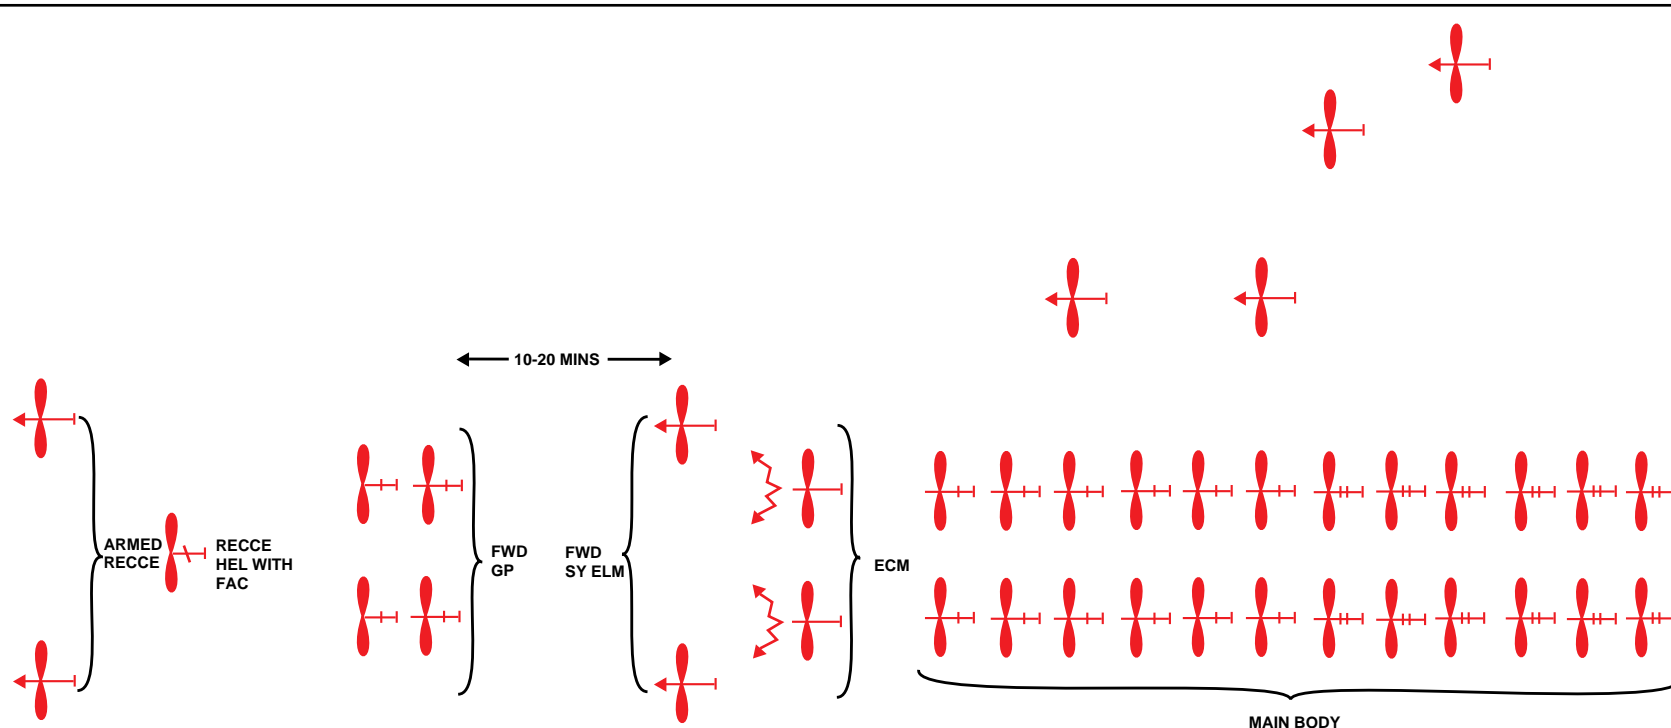 10-20 MINS
ARMED
RECCE
RECCE
HEL WITH
FAC
FWD
GP
FWD
SY ELM
ECM
MAIN BODY